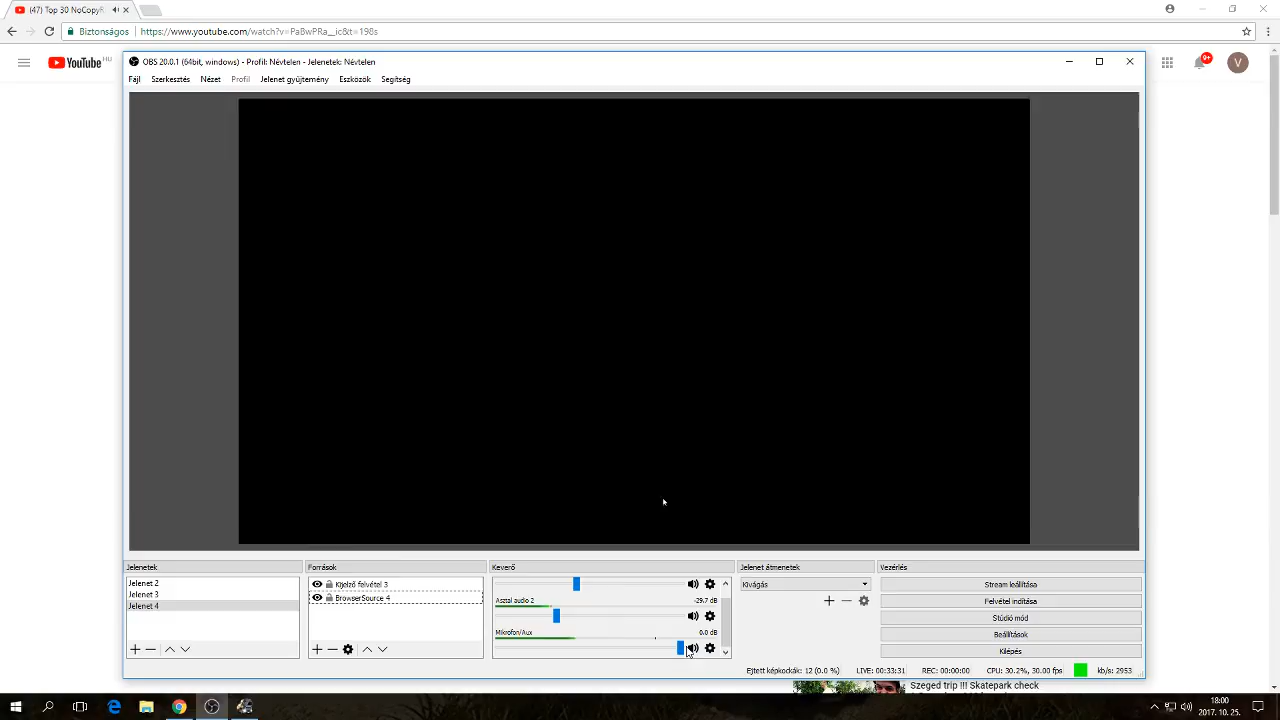 (47) Top 30 NoCopyR
Biztonságos
https://www.youtube.com/watch?v=PaBwPRa__ic&t=198s
YouTube HU
9+
V
OBS 20.0.1 (64bit, windows) - Profil: Névtelen - Jelenetek: Névtelen
Fájl Szerkesztés Nézet Profil Jelenet gyűjtemény Eszközök Segítség
Jelenetek
Jelenet 2
Jelenet 3
Jelenet 4
Források
Kijelző felvétel 3
BrowserSource 4
Keverő
Asztal audio 2 -29.7 dB
Mikrofon/Aux 0.0 dB
Jelenet átmenetek
Kivágás
Vezérlés
Stream leállítása
Felvétel indítása
Stúdió mód
Beállítások
Kilépés
Ejtett képkockák: 12 (0.0 %) LIVE: 00:33:31 REC: 00:00:00 CPU: 30.2%, 30.00 fps kb/s: 2953
Szeged trip !!! Skatepark check
18:00
2017. 10. 25.